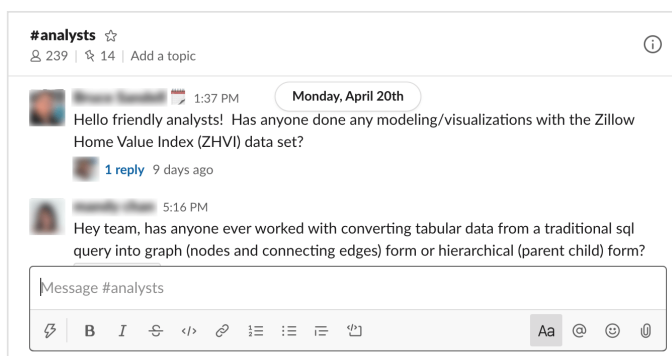 #analysts
239 | 14 | Add a topic
1:37 PM
Monday, April 20th
Hello friendly analysts! Has anyone done any modeling/visualizations with the Zillow
Home Value Index (ZHVI) data set?
1 reply 9 days ago
5:16 PM
Hey team, has anyone ever worked with converting tabular data from a traditional sql
query into graph (nodes and connecting edges) form or hierarchical (parent child) form?
Message #analysts
B I S </> Aa @